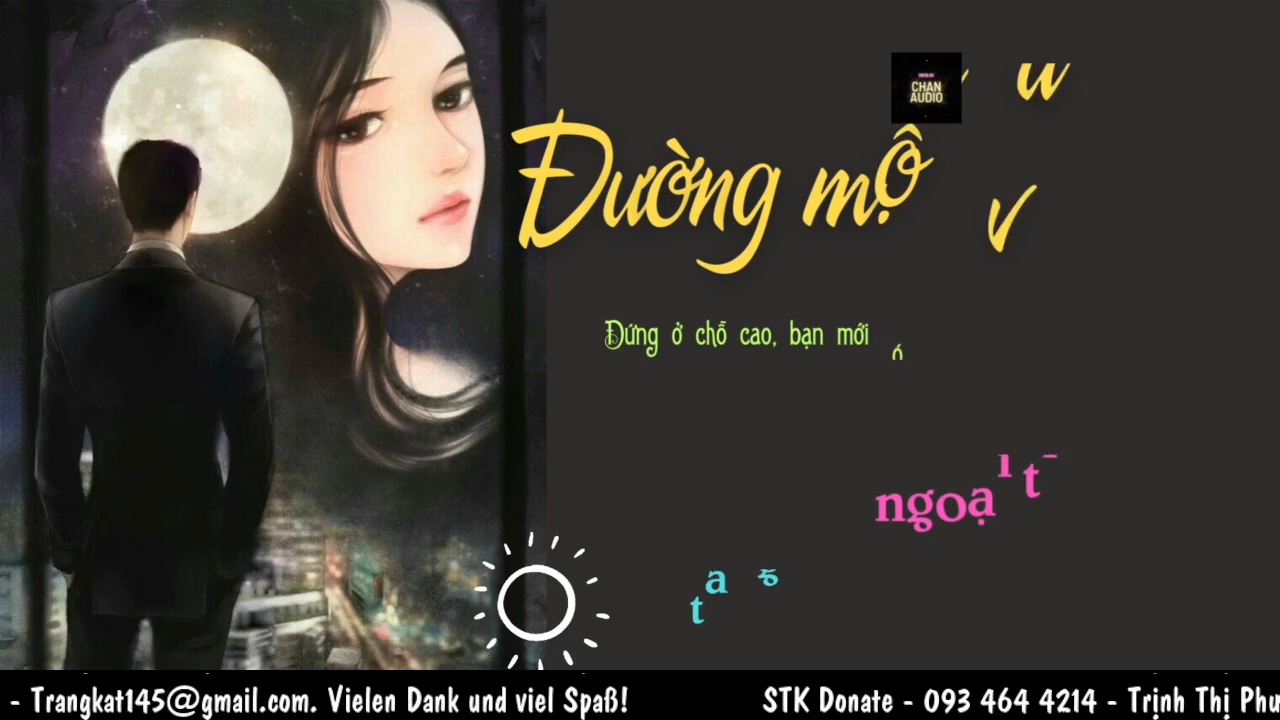 CHAN
AUDIO
Đường mộ
Đứng ở chỗ cao, bạn mới
ngoạ
- Trangkat145@gmail.com. Vielen Dank und viel Spaß!
STK Donate - 093 464 4214 - Trịnh Thị Phu